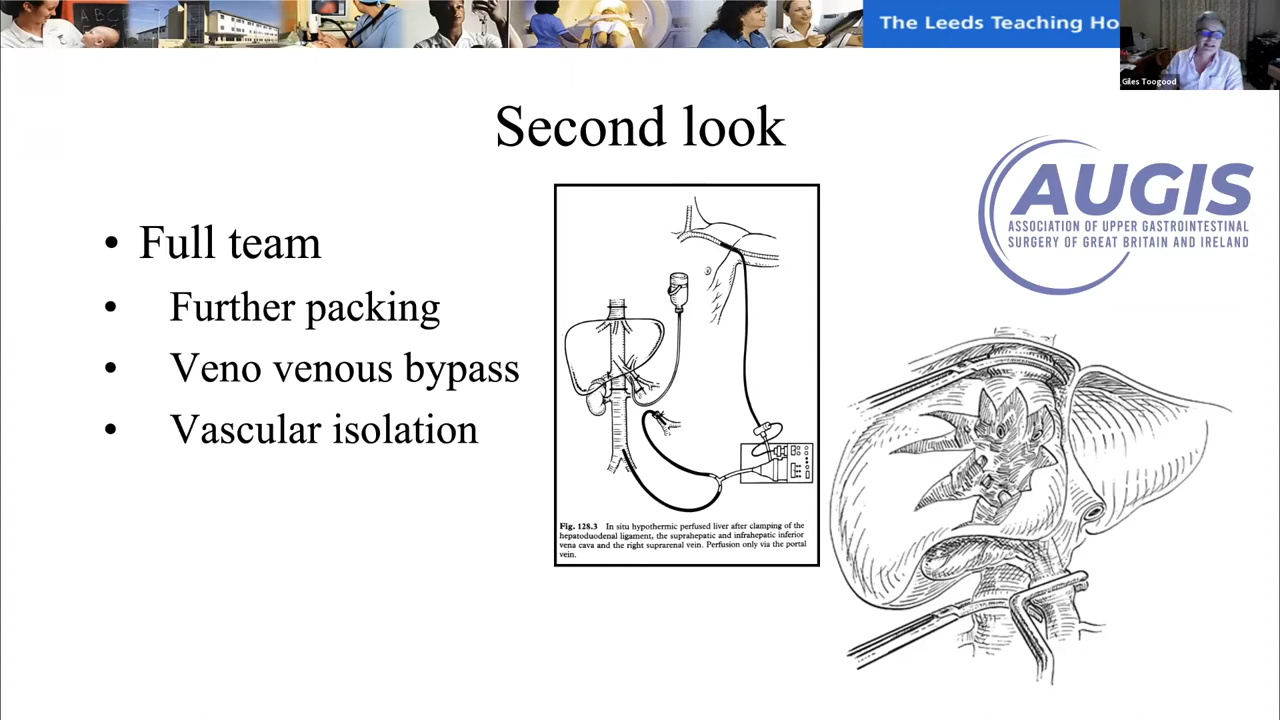 A B C
The Leeds Teaching Ho
Giles Toogood
Second look
AUGIS
ASSOCIATION OF UPPER GASTROINTESTINAL
SURGERY OF GREAT BRITAIN AND IRELAND
• Full team
• Further packing
• Veno venous bypass
• Vascular isolation
Fig. 128.3 In situ hypothermic perfused liver after clamping of the
hepatoduodenal ligament, the suprahepatic and infrahepatic inferior
vena cava and the right suprarenal vein. Perfusion only via the portal
vein.